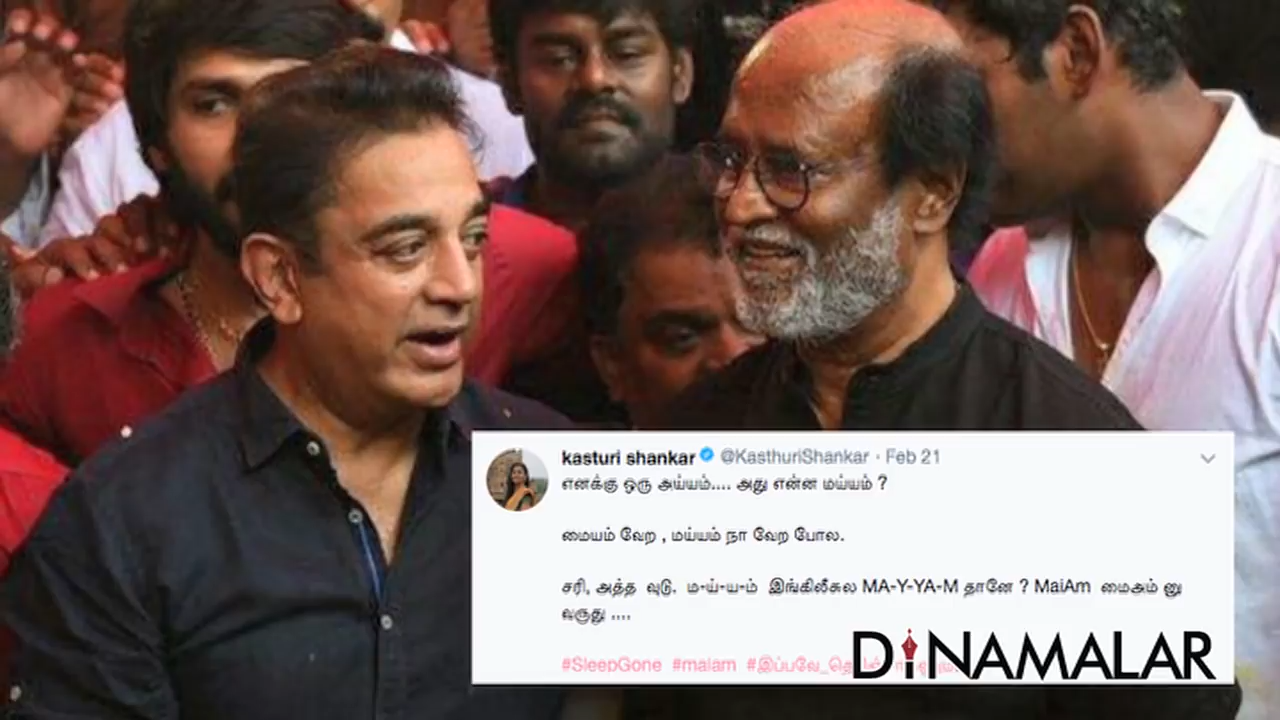 kasturi shankar @KasthuriShankar · Feb 21
எனக்கு ஒரு அய்யம்.... அது என்ன மய்யம் ?
மையம் வேற , மய்யம் நா வேற போல.
சரி, அத்த வுடு. ம-ய்-ய-ம் இங்கிலீசுல MA-Y-YA-M தானே ? MaiAm மைஅம் னு
வருது ....
#SleepGone #maiam
DINAMALAR